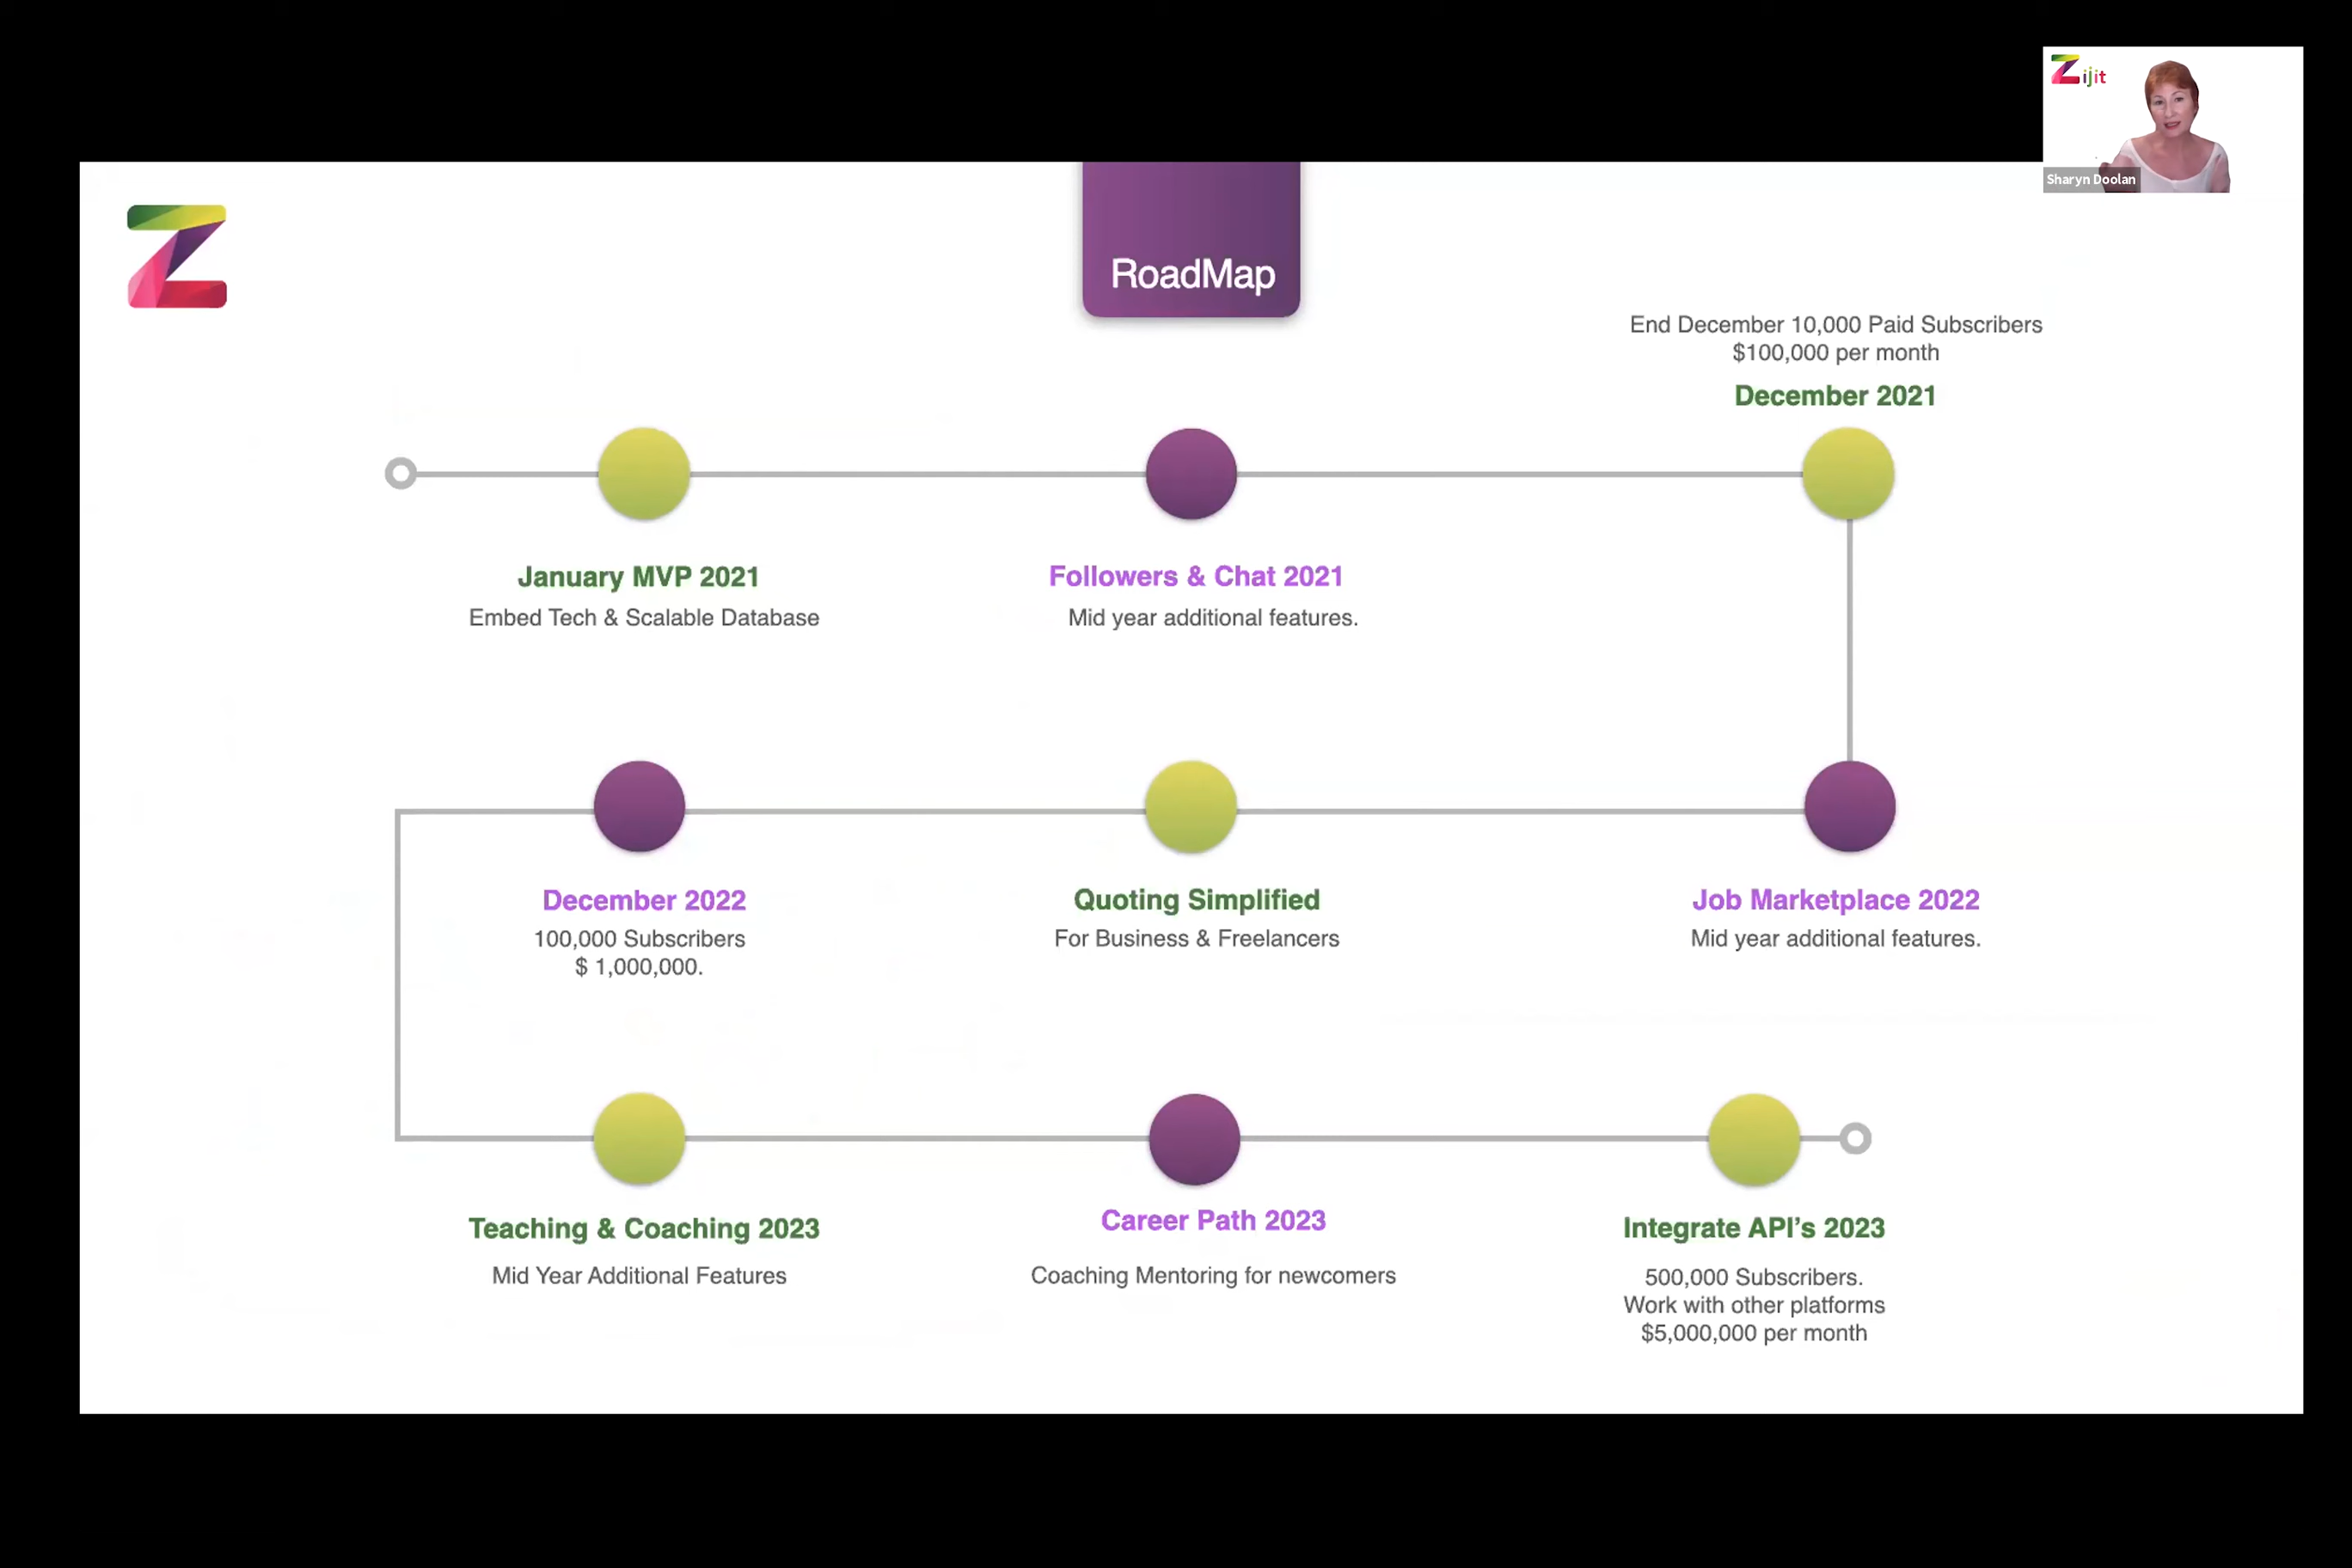 Zijit
Sharyn Doolan
Z
RoadMap
End December 10,000 Paid Subscribers
$100,000 per month
December 2021
January MVP 2021
Embed Tech & Scalable Database
Followers & Chat 2021
Mid year additional features.
December 2022
100,000 Subscribers
$ 1,000,000.
Quoting Simplified
For Business & Freelancers
Job Marketplace 2022
Mid year additional features.
Teaching & Coaching 2023
Mid Year Additional Features
Career Path 2023
Coaching Mentoring for newcomers
Integrate API’s 2023
500,000 Subscribers.
Work with other platforms
$5,000,000 per month